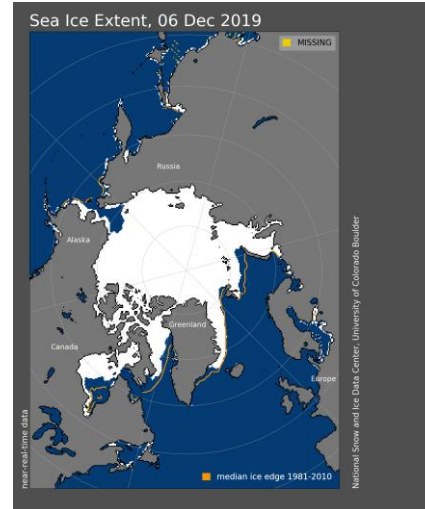 Sea Ice Extent, 06 Dec 2019
MISSING
Russia
Alaska
Greenland
Canada
Europe
near-real-time data
median ice edge 1981-2010
National Snow and Ice Data Center, University of Colorado Boulder